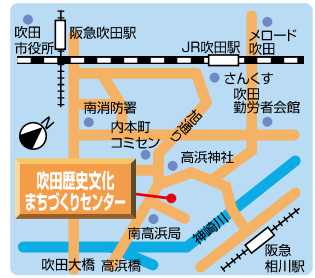 吹田
市役所
阪急吹田駅
JR吹田駅
メロード
吹田
さんくす
吹田
勤労者会館
南消防署
内本町
コミセン
旭通り
高浜神社
吹田歴史文化
まちづくりセンター
N
南高浜局
神崎川
吹田大橋
高浜橋
阪急
相川駅